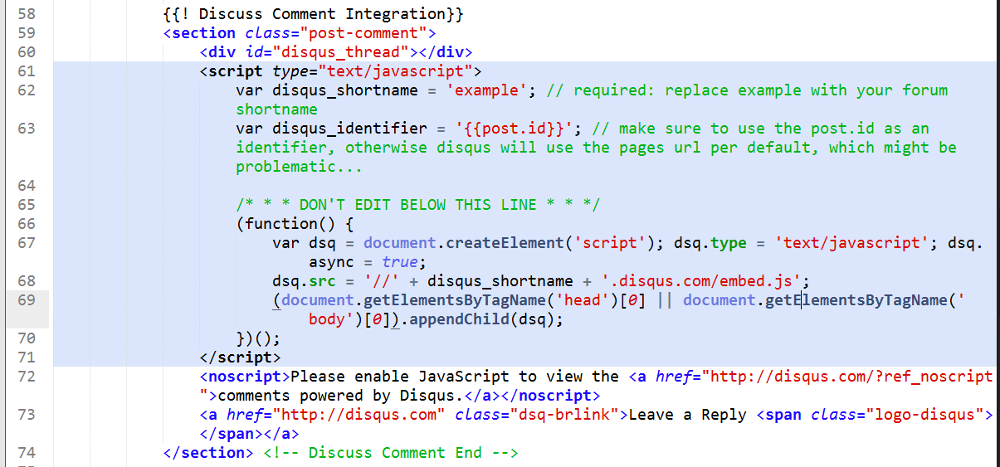 58 {{! Discuss Comment Integration}}
59 <section class="post-comment">
60 <div id="disqus_thread"></div>
61 <script type="text/javascript">
62 var disqus_shortname = 'example'; // required: replace example with your forum
shortname
63 var disqus_identifier = '{{post.id}}'; // make sure to use the post.id as an
identifier, otherwise disqus will use the pages url per default, which might be
problematic...
64
65 /* * * DON'T EDIT BELOW THIS LINE * * */
66 (function() {
67 var dsq = document.createElement('script'); dsq.type = 'text/javascript'; dsq.
async = true;
68 dsq.src = '//' + disqus_shortname + '.disqus.com/embed.js';
69 (document.getElementsByTagName('head')[0] || document.getElementsByTagName('
body')[0]).appendChild(dsq);
70 })();
71 </script>
72 <noscript>Please enable JavaScript to view the <a href="http://disqus.com/?ref_noscript
">comments powered by Disqus.</a></noscript>
73 <a href="http://disqus.com" class="dsq-brlink">Leave a Reply <span class="logo-disqus">
</span></a>
74 </section> <!-- Discuss Comment End -->